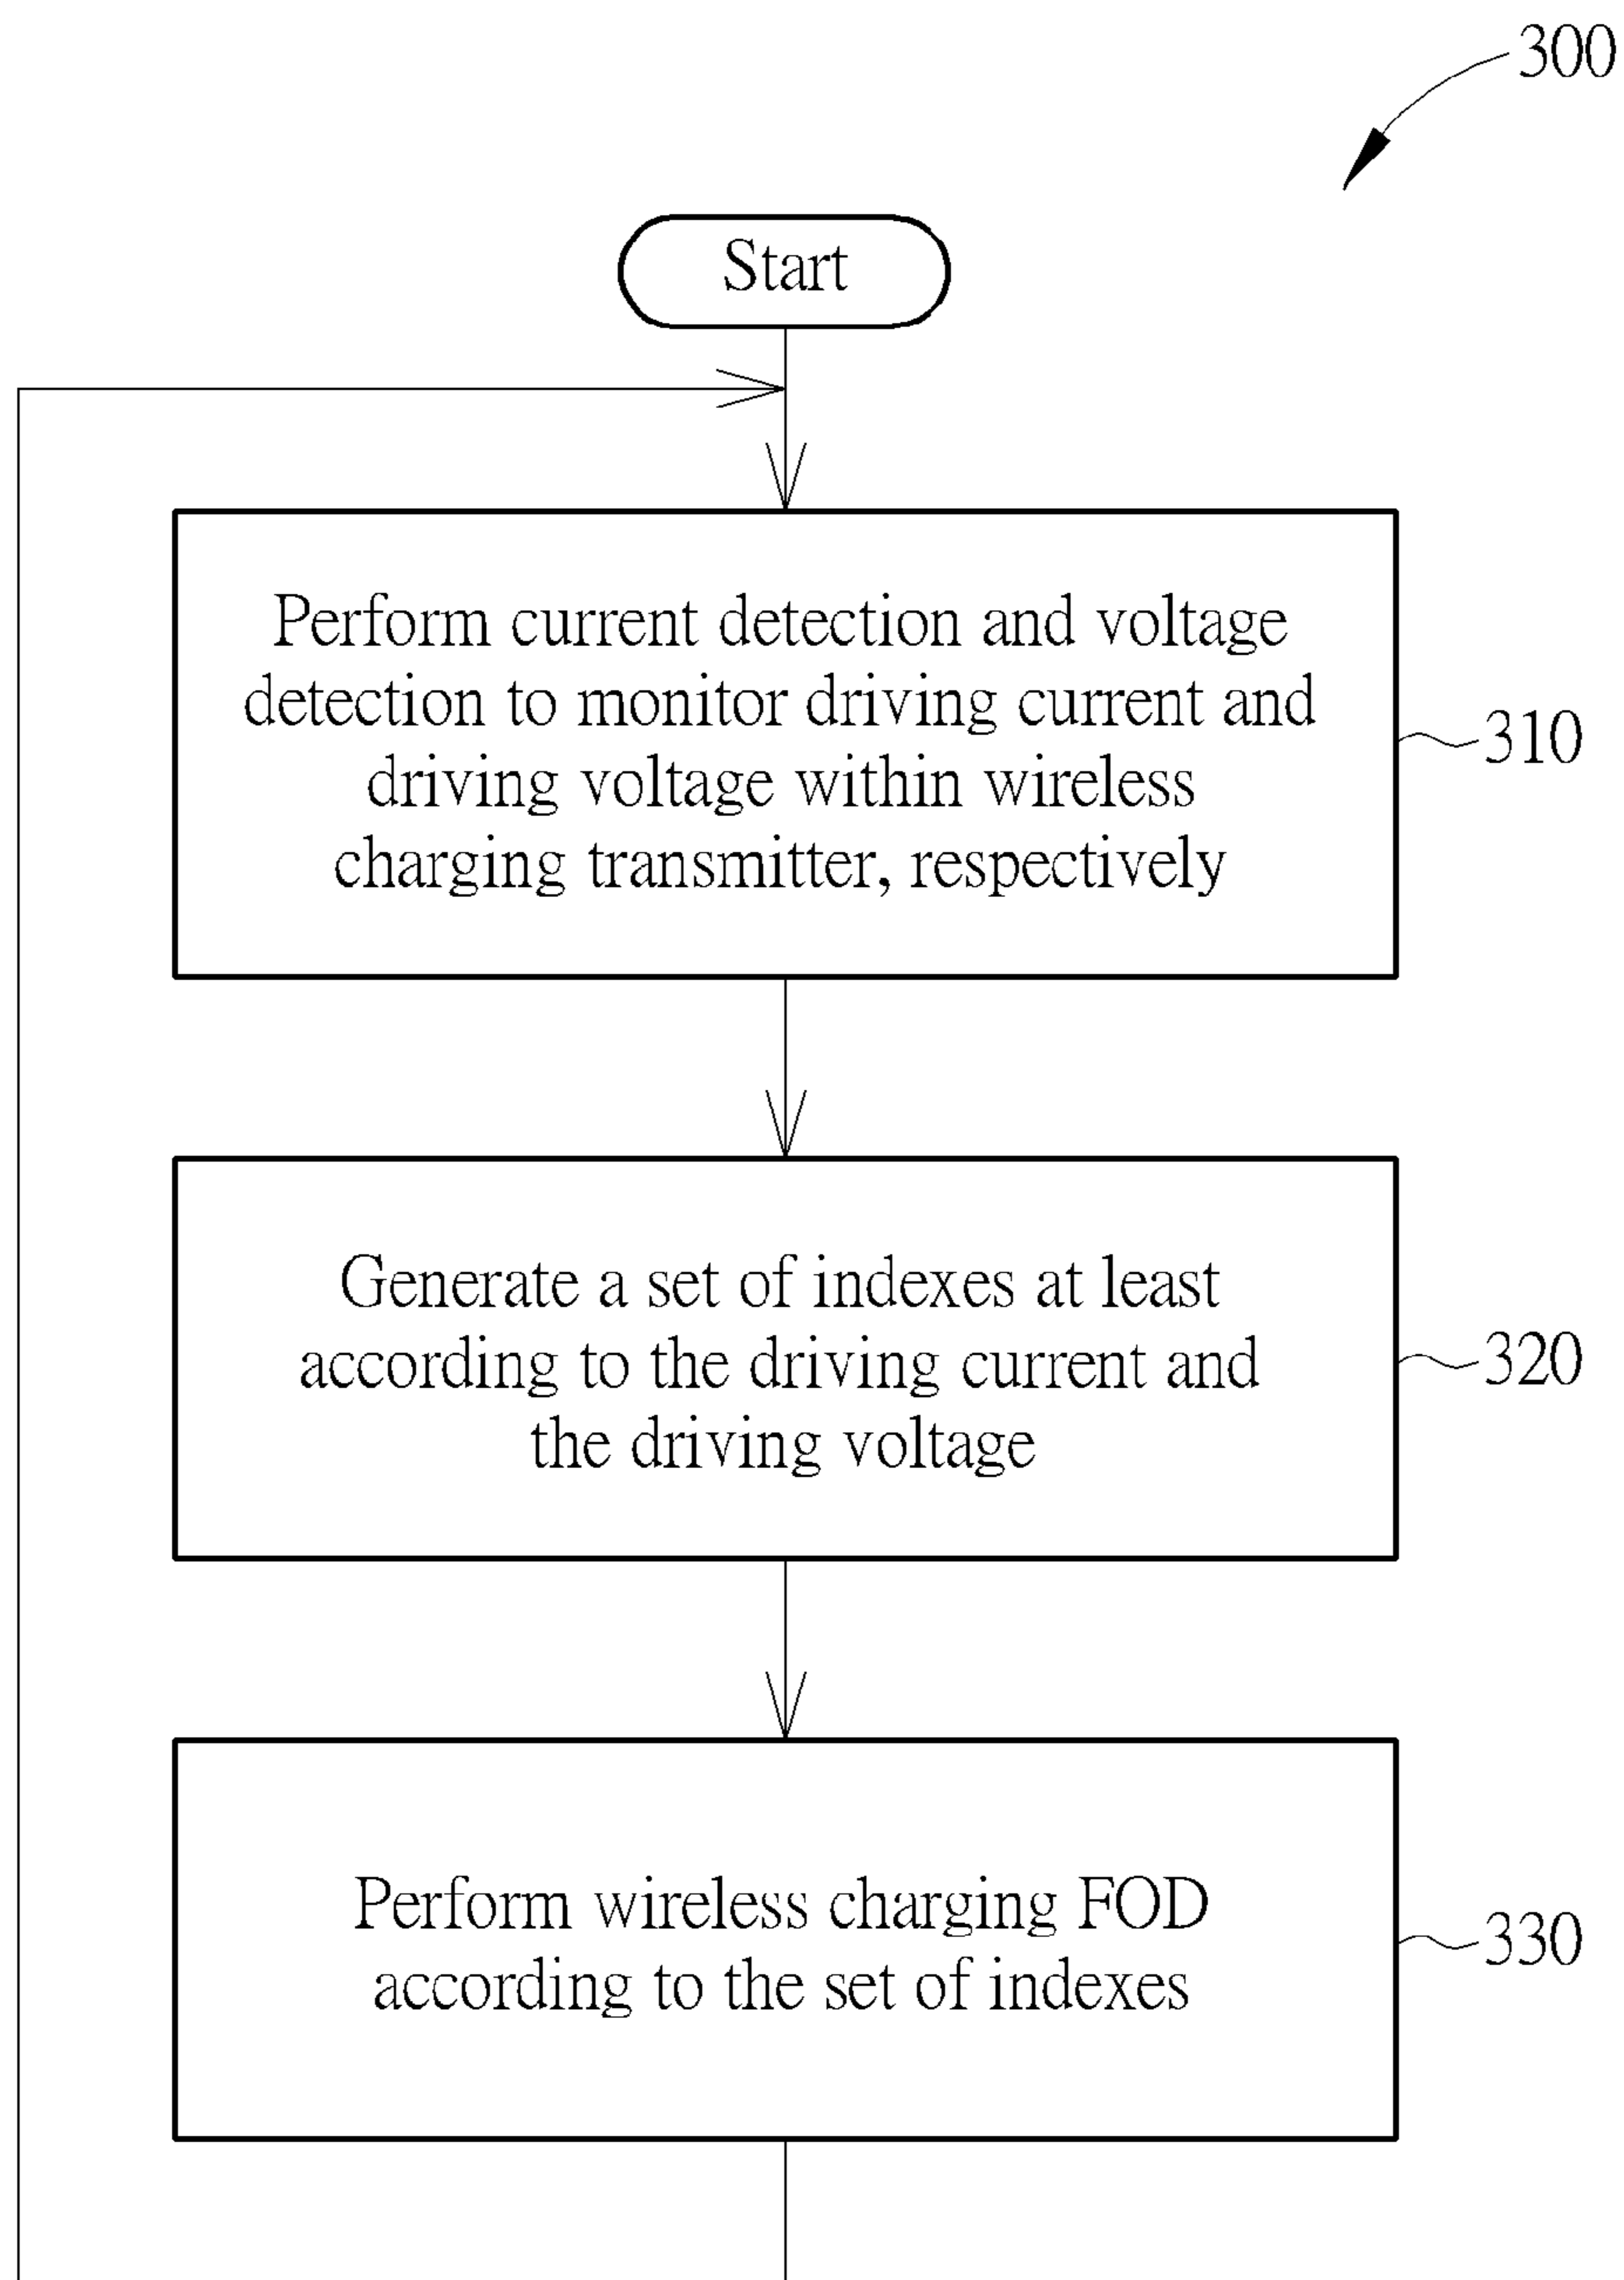 300
Start
Perform current detection and voltage
detection to monitor driving current and
driving voltage within wireless
charging transmitter, respectively
310
Generate a set of indexes at least
according to the driving current and
the driving voltage
320
Perform wireless charging FOD
according to the set of indexes
330